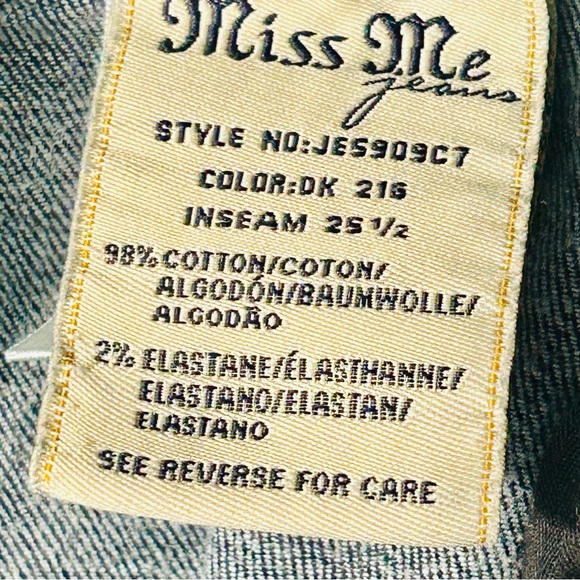 Miss Me
jeans
STYLE NO:JE5909C7
COLOR:DK 216
INSEAM 25 1/2
98% COTTON/COTON/
ALGODÓN/BAUMWOLLE/
ALGODÃO
2% ELASTANE/ÉLASTHANNE/
ELASTANO/ELASTAN/
ELASTANO
SEE REVERSE FOR CARE